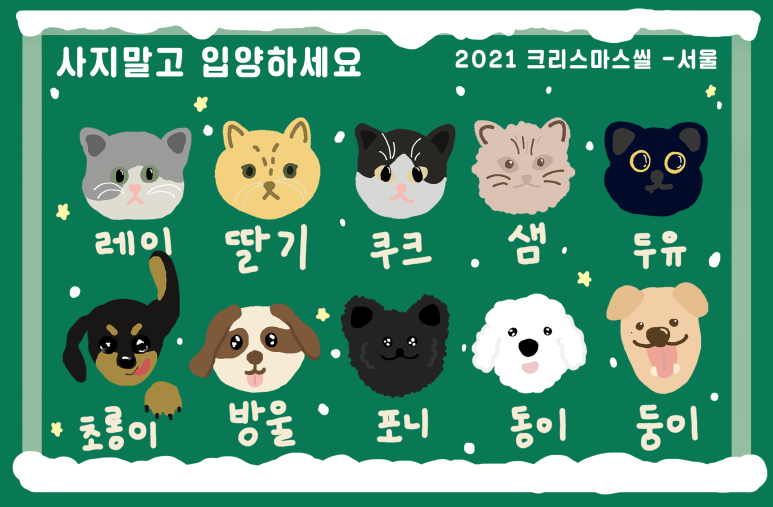 사지말고 입양하세요
2021 크리스마스씰 -서울
레이 딸기 쿠크 샘 두유
초롱이 방울 포니 동이 둥이